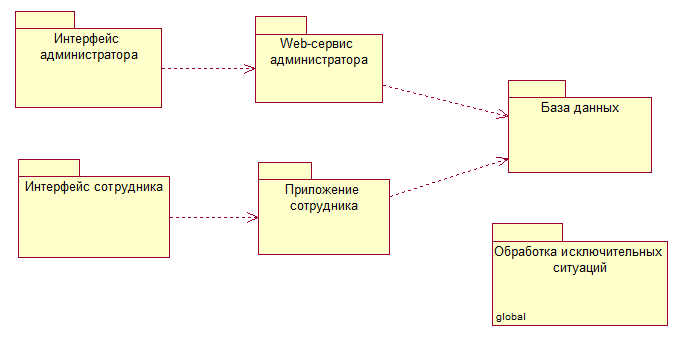 Интерфейс
администратора
Web-сервис
администратора
База данных
Интерфейс сотрудника
Приложение
сотрудника
Обработка исключительных
ситуаций
global